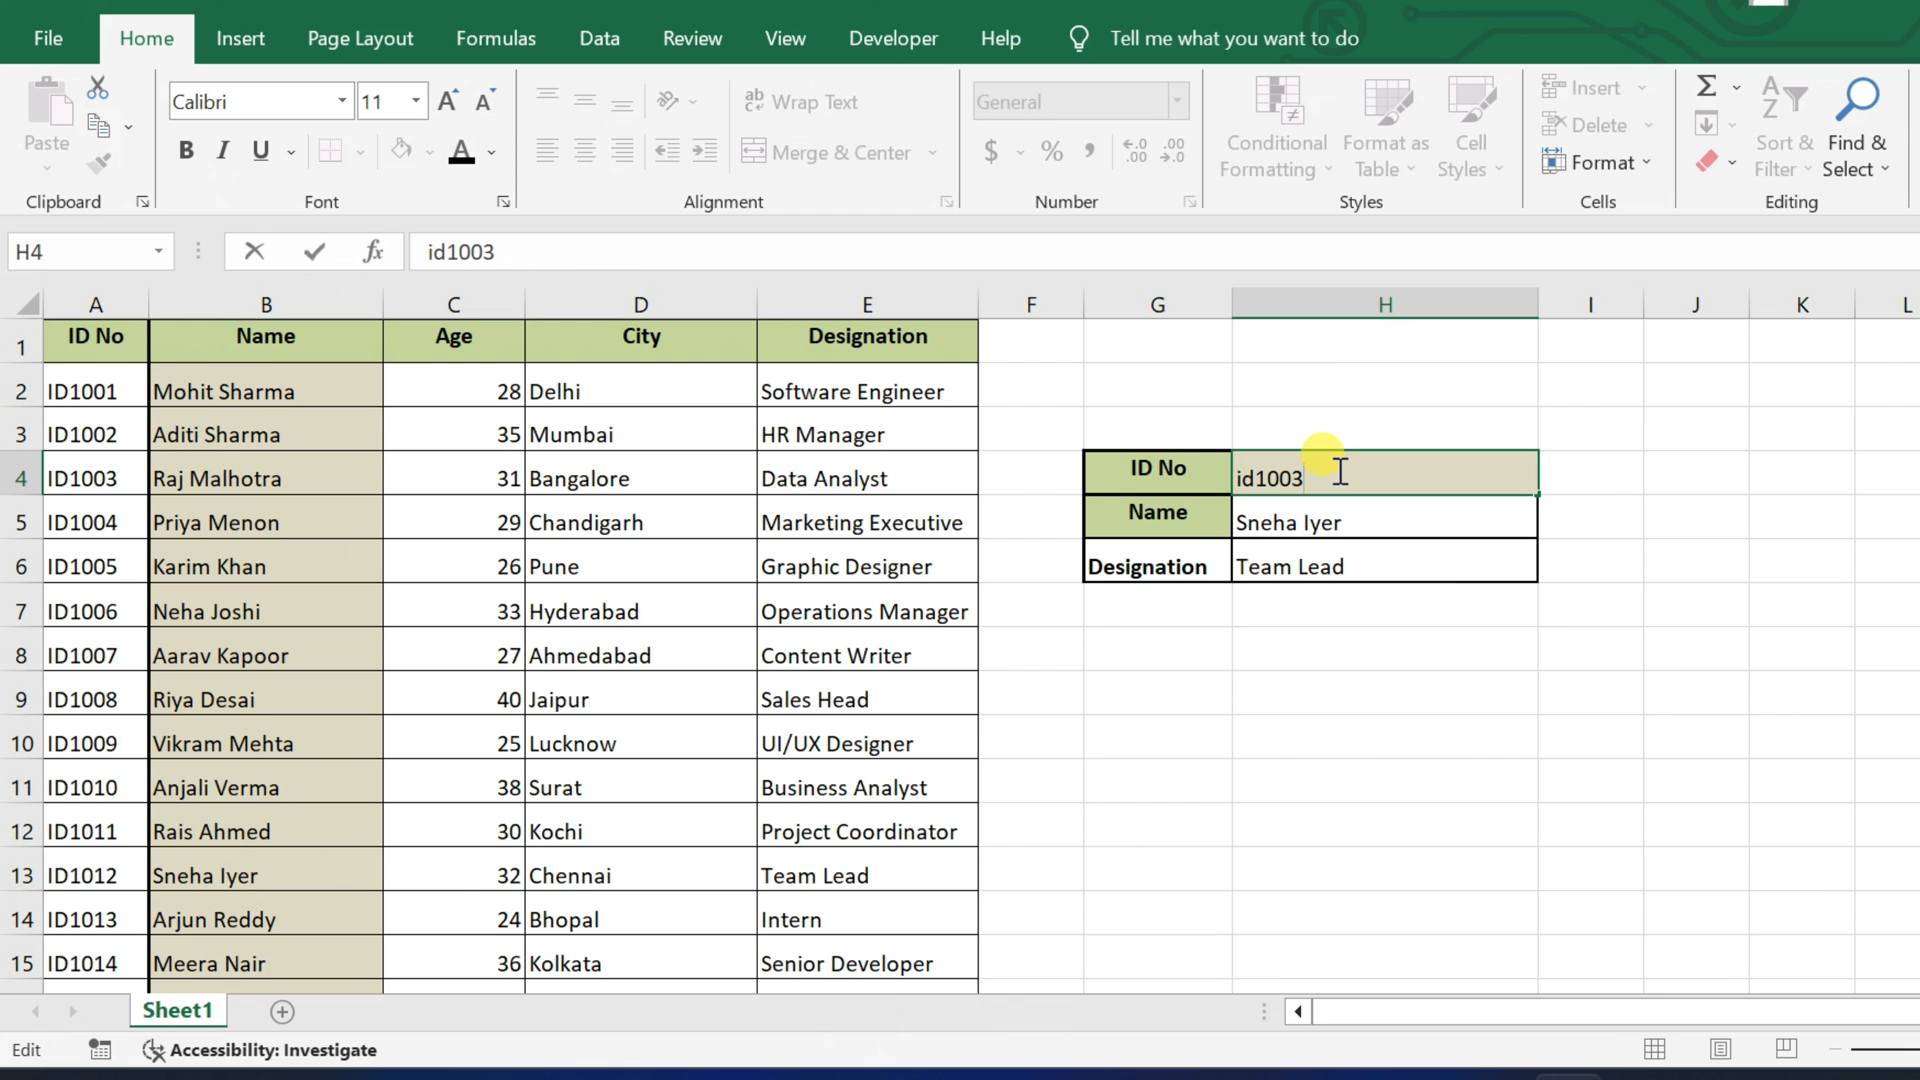 File Home Insert Page Layout Formulas Data Review View Developer Help Tell me what you want to do
Paste
Calibri 11
B I U A
ab Wrap Text
Merge & Center
General
$ % , .00 .00
Conditional Formatting
Format as Table
Cell Styles
Insert
Delete
Format
Σ
Sort & Filter
Find & Select
Clipboard Font Alignment Number Styles Cells Editing
H4 fx id1003
A B C D E F G H I J K L
1 ID No Name Age City Designation
2 ID1001 Mohit Sharma 28 Delhi Software Engineer
3 ID1002 Aditi Sharma 35 Mumbai HR Manager
4 ID1003 Raj Malhotra 31 Bangalore Data Analyst ID No id1003
5 ID1004 Priya Menon 29 Chandigarh Marketing Executive Name Sneha Iyer
6 ID1005 Karim Khan 26 Pune Graphic Designer Designation Team Lead
7 ID1006 Neha Joshi 33 Hyderabad Operations Manager
8 ID1007 Aarav Kapoor 27 Ahmedabad Content Writer
9 ID1008 Riya Desai 40 Jaipur Sales Head
10 ID1009 Vikram Mehta 25 Lucknow UI/UX Designer
11 ID1010 Anjali Verma 38 Surat Business Analyst
12 ID1011 Rais Ahmed 30 Kochi Project Coordinator
13 ID1012 Sneha Iyer 32 Chennai Team Lead
14 ID1013 Arjun Reddy 24 Bhopal Intern
15 ID1014 Meera Nair 36 Kolkata Senior Developer
Sheet1
Edit Accessibility: Investigate